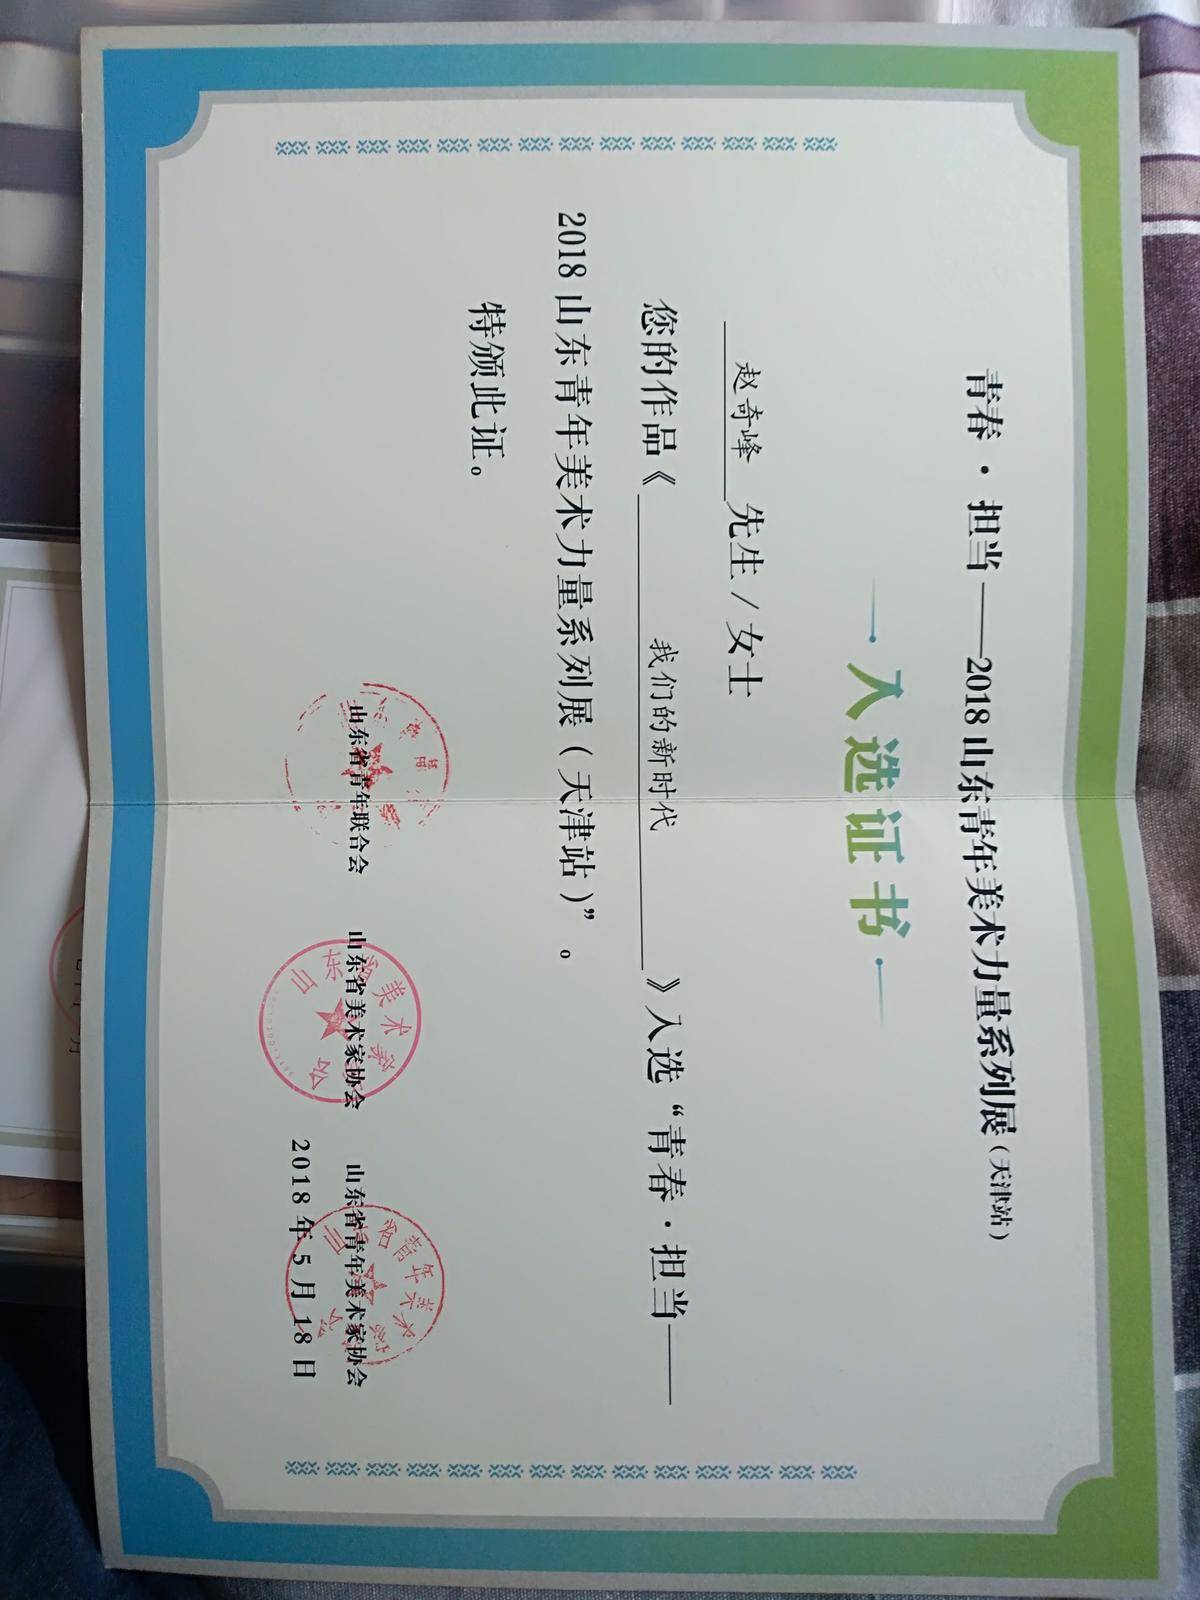 青春·担当——2018山东青年美术力量系列展（天津站）
入选证书
赵奇峰 先生/女士
您的作品《 我们的新时代 》入选“青春·担当——
2018山东青年美术力量系列展（天津站）”。
特颁此证。
山东省青年联合会 山东省美术家协会 山东省青年美术家协会
2018年5月18日